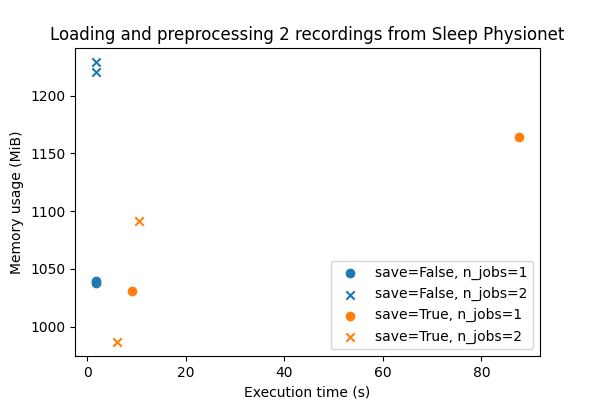 Loading and preprocessing 2 recordings from Sleep Physionet
Memory usage (MiB)
1200
1150
1100
1050
1000
0
20
40
60
80
Execution time (s)
save=False, n_jobs=1
save=False, n_jobs=2
save=True, n_jobs=1
save=True, n_jobs=2